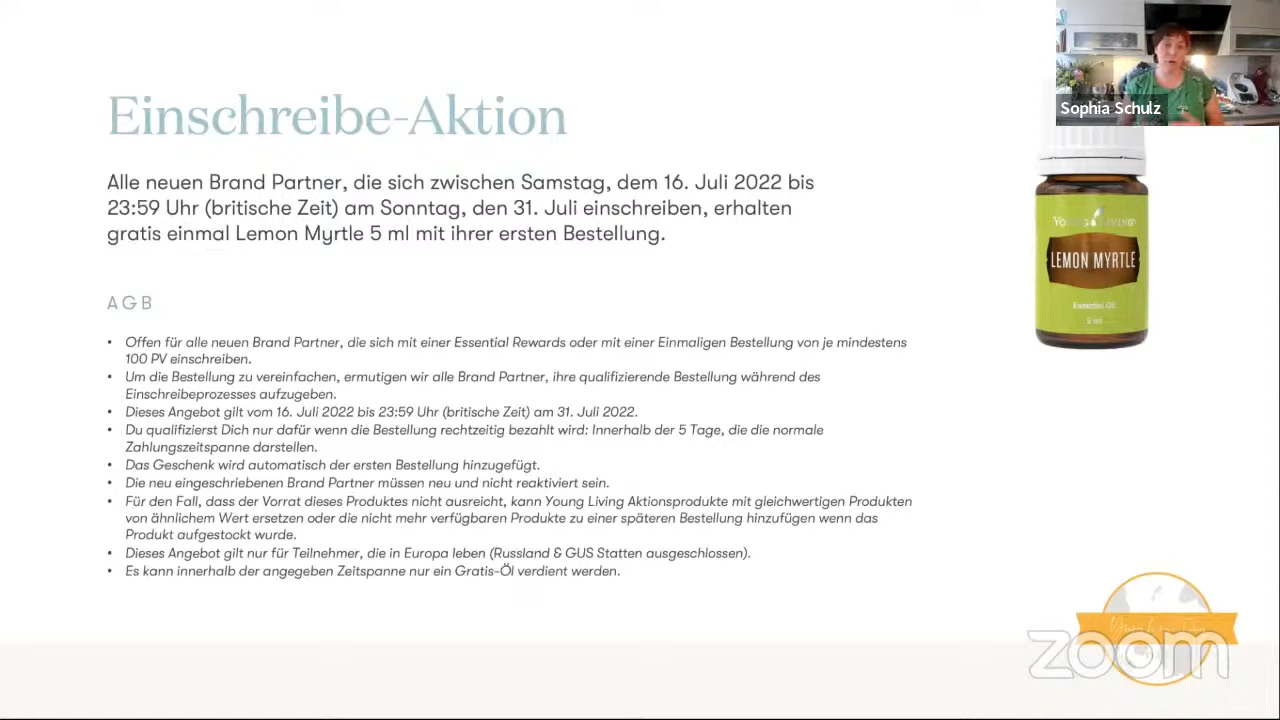 Sophia Schulz
Einschreibe-Aktion
Alle neuen Brand Partner, die sich zwischen Samstag, dem 16. Juli 2022 bis
23:59 Uhr (britische Zeit) am Sonntag, den 31. Juli einschreiben, erhalten
gratis einmal Lemon Myrtle 5 ml mit ihrer ersten Bestellung.
YOUNG LIVING
LEMON MYRTLE
Essential Oil
5 ml
AGB
• Offen für alle neuen Brand Partner, die sich mit einer Essential Rewards oder mit einer Einmaligen Bestellung von je mindestens
100 PV einschreiben.
• Um die Bestellung zu vereinfachen, ermutigen wir alle Brand Partner, ihre qualifizierende Bestellung während des
Einschreibeprozesses aufzugeben.
• Dieses Angebot gilt vom 16. Juli 2022 bis 23:59 Uhr (britische Zeit) am 31. Juli 2022.
• Du qualifizierst Dich nur dafür wenn die Bestellung rechtzeitig bezahlt wird: Innerhalb der 5 Tage, die die normale
Zahlungszeitspanne darstellen.
• Das Geschenk wird automatisch der ersten Bestellung hinzugefügt.
• Die neu eingeschriebenen Brand Partner müssen neu und nicht reaktiviert sein.
• Für den Fall, dass der Vorrat dieses Produktes nicht ausreicht, kann Young Living Aktionsprodukte mit gleichwertigen Produkten
von ähnlichem Wert ersetzen oder die nicht mehr verfügbaren Produkte zu einer späteren Bestellung hinzufügen wenn das
Produkt aufgestockt wurde.
• Dieses Angebot gilt nur für Teilnehmer, die in Europa leben (Russland & GUS Statten ausgeschlossen).
• Es kann innerhalb der angegeben Zeitspanne nur ein Gratis-Öl verdient werden.
zoom